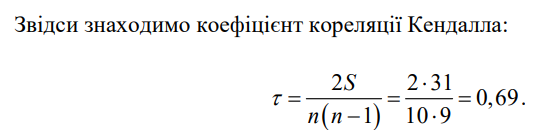 Звідси знаходимо коефіцієнт кореляції Кендалла:
τ = 2S / n(n−1) = 2·31 / 10·9 = 0,69.